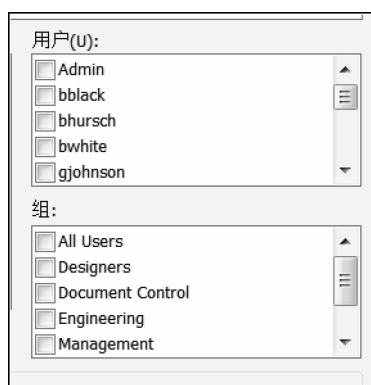 用户(U):
Admin
bblack
bhursch
bwhite
gjohnson
组:
All Users
Designers
Document Control
Engineering
Management